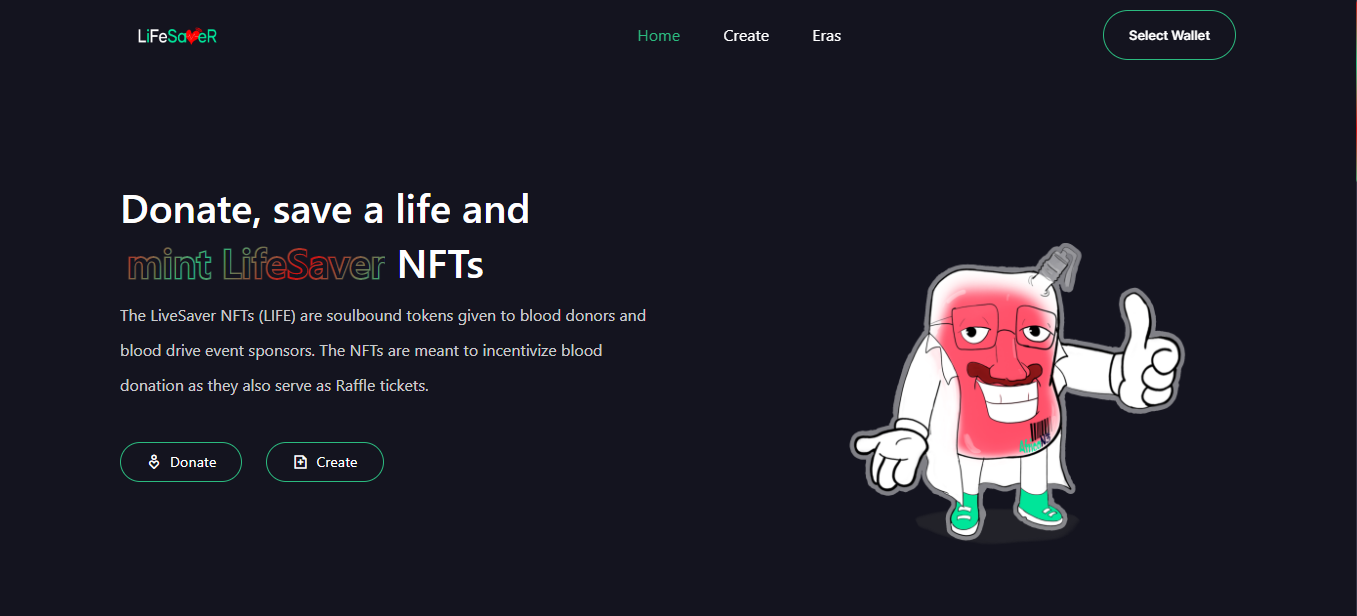 LiFeSaveR
Home
Create
Eras
Select Wallet
Donate, save a life and
mint LifeSaver NFTs
The LiveSaver NFTs (LIFE) are soulbound tokens given to blood donors and
blood drive event sponsors. The NFTs are meant to incentivize blood
donation as they also serve as Raffle tickets.
Donate
Create